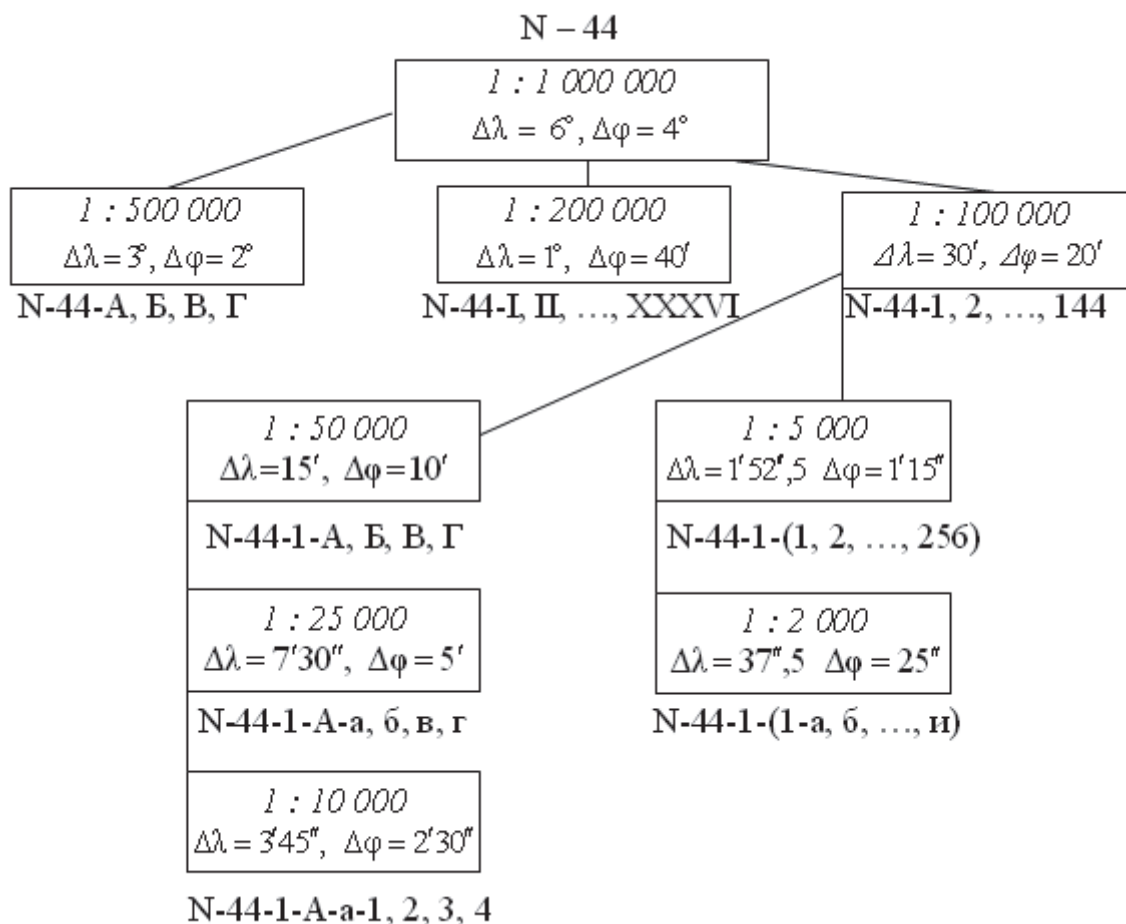 N – 44
1 : 1 000 000
Δλ = 6°, Δφ = 4°
1 : 500 000
Δλ = 3°, Δφ = 2°
N-44-А, Б, В, Г
1 : 200 000
Δλ = 1°, Δφ = 40′
N-44-I, II, …, XXXVI
1 : 100 000
Δλ = 30′, Δφ = 20′
N-44-1, 2, …, 144
1 : 50 000
Δλ=15′, Δφ=10′
N-44-1-А, Б, В, Г
1 : 5 000
Δλ=1′52″,5 Δφ=1′15″
N-44-1-(1, 2, …, 256)
1 : 25 000
Δλ=7′30″, Δφ=5′
N-44-1-А-а, б, в, г
1 : 2 000
Δλ=37″,5 Δφ=25″
N-44-1-(1-а, б, …, и)
1 : 10 000
Δλ=3′45″, Δφ=2′30″
N-44-1-А-а-1, 2, 3, 4